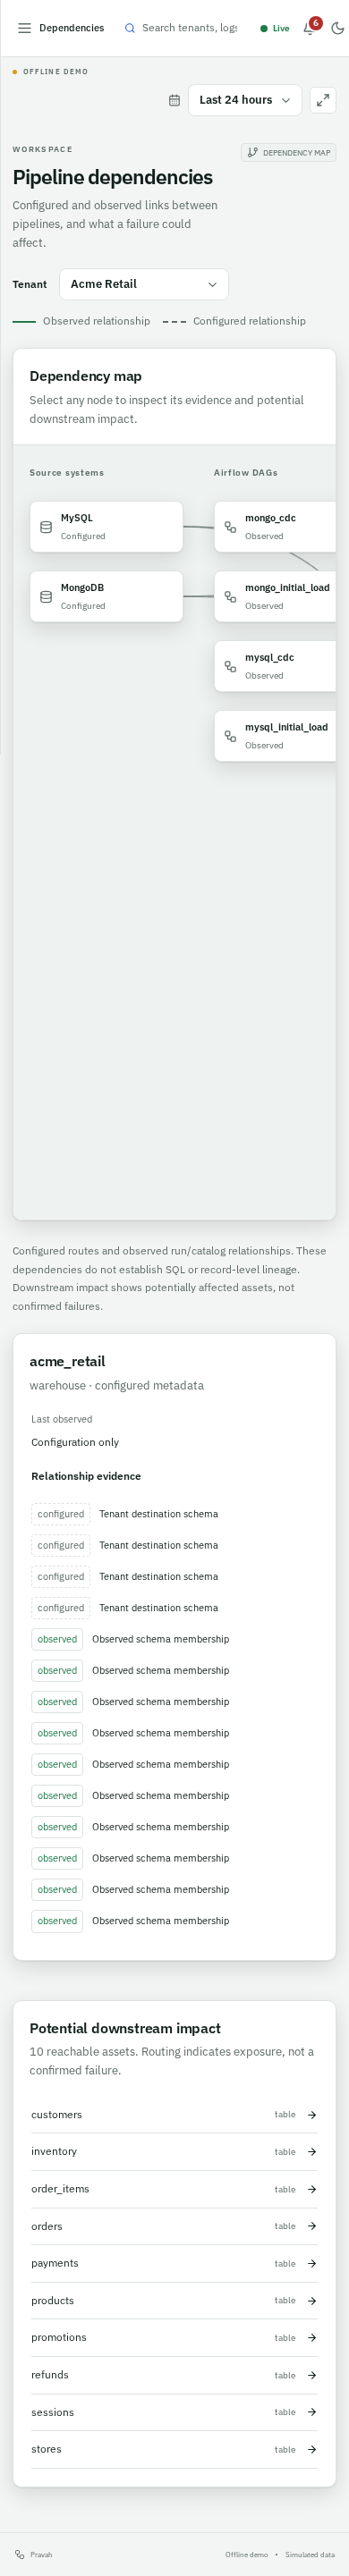 Dependencies
Search tenants, logs
Live
6
OFFLINE DEMO
Last 24 hours
WORKSPACE
DEPENDENCY MAP
Pipeline dependencies
Configured and observed links between
pipelines, and what a failure could
affect.
Tenant
Acme Retail
Observed relationship
Configured relationship
Dependency map
Select any node to inspect its evidence and potential
downstream impact.
Source systems
Airflow DAGs
MySQL
Configured
mongo_cdc
Observed
MongoDB
Configured
mongo_initial_load
Observed
mysql_cdc
Observed
mysql_initial_load
Observed
Configured routes and observed run/catalog relationships. These
dependencies do not establish SQL or record-level lineage.
Downstream impact shows potentially affected assets, not
confirmed failures.
acme_retail
warehouse · configured metadata
Last observed
Configuration only
Relationship evidence
configured Tenant destination schema
configured Tenant destination schema
configured Tenant destination schema
configured Tenant destination schema
observed Observed schema membership
observed Observed schema membership
observed Observed schema membership
observed Observed schema membership
observed Observed schema membership
observed Observed schema membership
observed Observed schema membership
observed Observed schema membership
observed Observed schema membership
observed Observed schema membership
Potential downstream impact
10 reachable assets. Routing indicates exposure, not a
confirmed failure.
customers table
inventory table
order_items table
orders table
payments table
products table
promotions table
refunds table
sessions table
stores table
Pravah
Offline demo • Simulated data